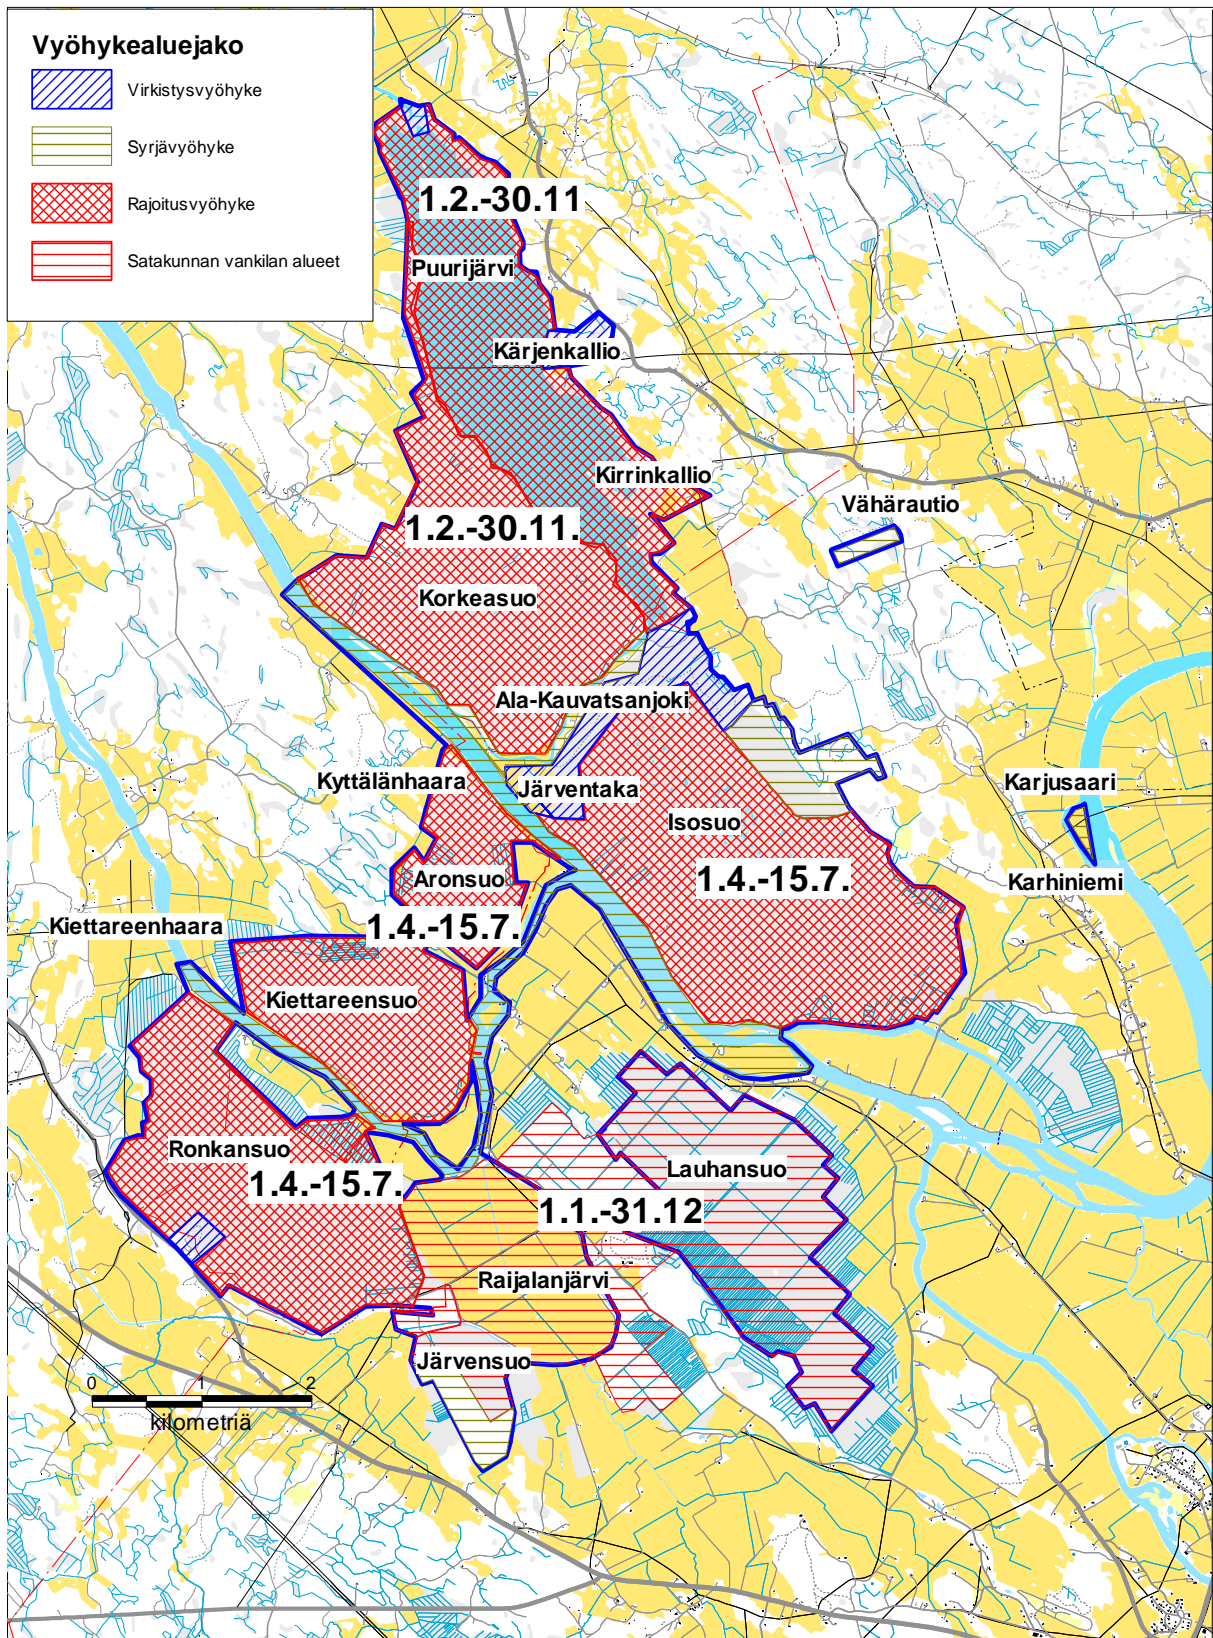 Vyöhykealuejako
Virkistysvyöhyke
Syrjävyöhyke
Rajoitusvyöhyke
Satakunnan vankilan alueet
1.2.-30.11
Puurijärvi
Kärjenkallio
Kirrinkallio
Vähärautio
1.2.-30.11.
Korkeasuo
Ala-Kauvatsanjoki
Kyttälänhaara
Järventaka
Karjusaari
Isosuo
Aronsuo
1.4.-15.7.
Karhiniemi
Kiettareenhaara
1.4.-15.7.
Kiettareensuo
Ronkansuo
1.4.-15.7.
Lauhansuo
1.1.-31.12
Raijalanjärvi
Järvensuo
0 1 2
kilometriä